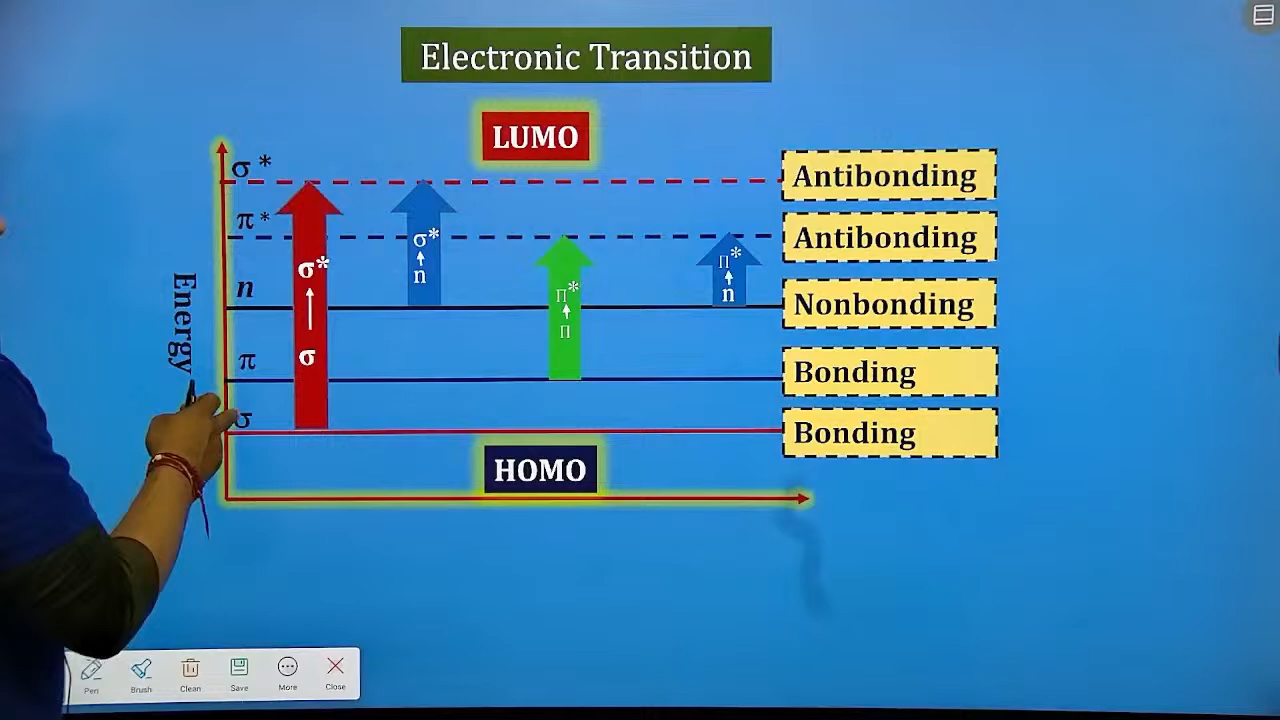 Electronic Transition
LUMO
σ*
π*
n
π
σ
Energy
σ → σ*
n → σ*
Π → Π*
n → Π*
Antibonding
Antibonding
Nonbonding
Bonding
Bonding
HOMO
Pen
Brush
Clean
Save
More
Close